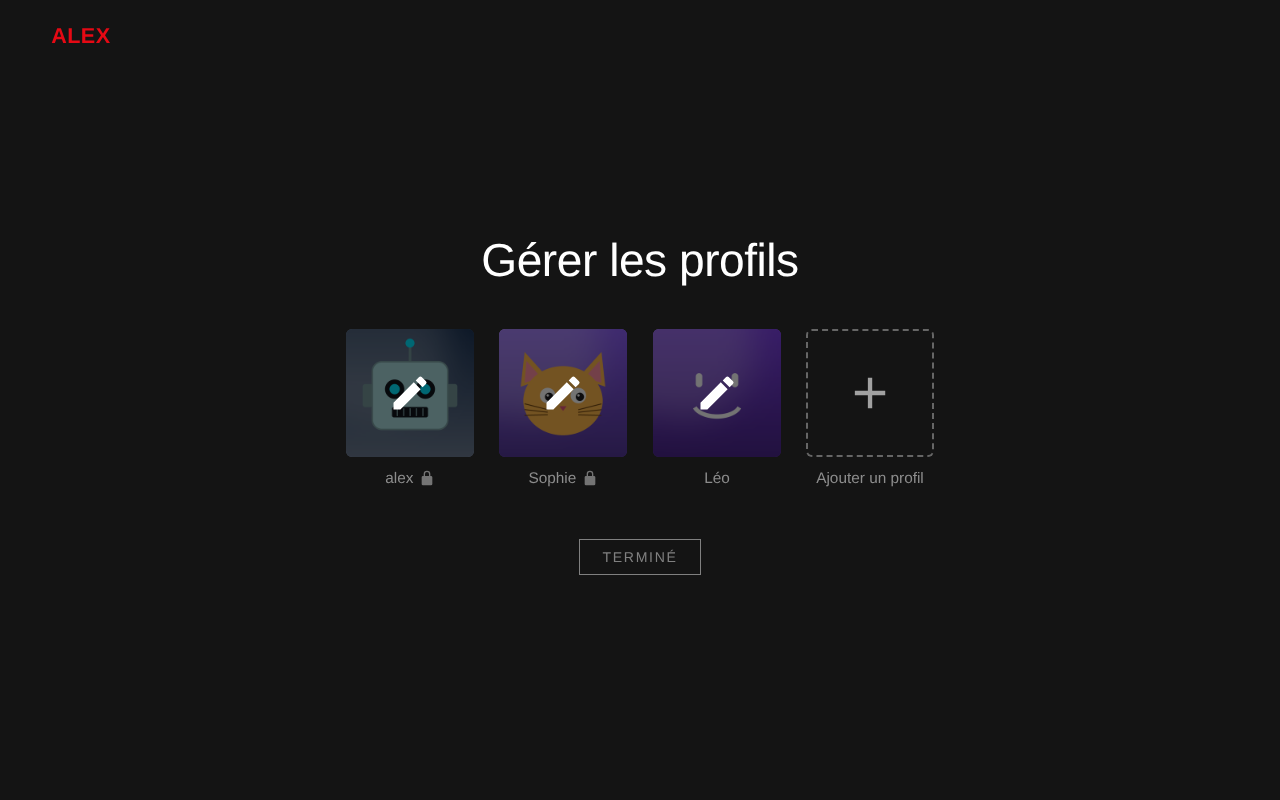 ALEX
Gérer les profils
alex
Sophie
Léo
Ajouter un profil
TERMINÉ